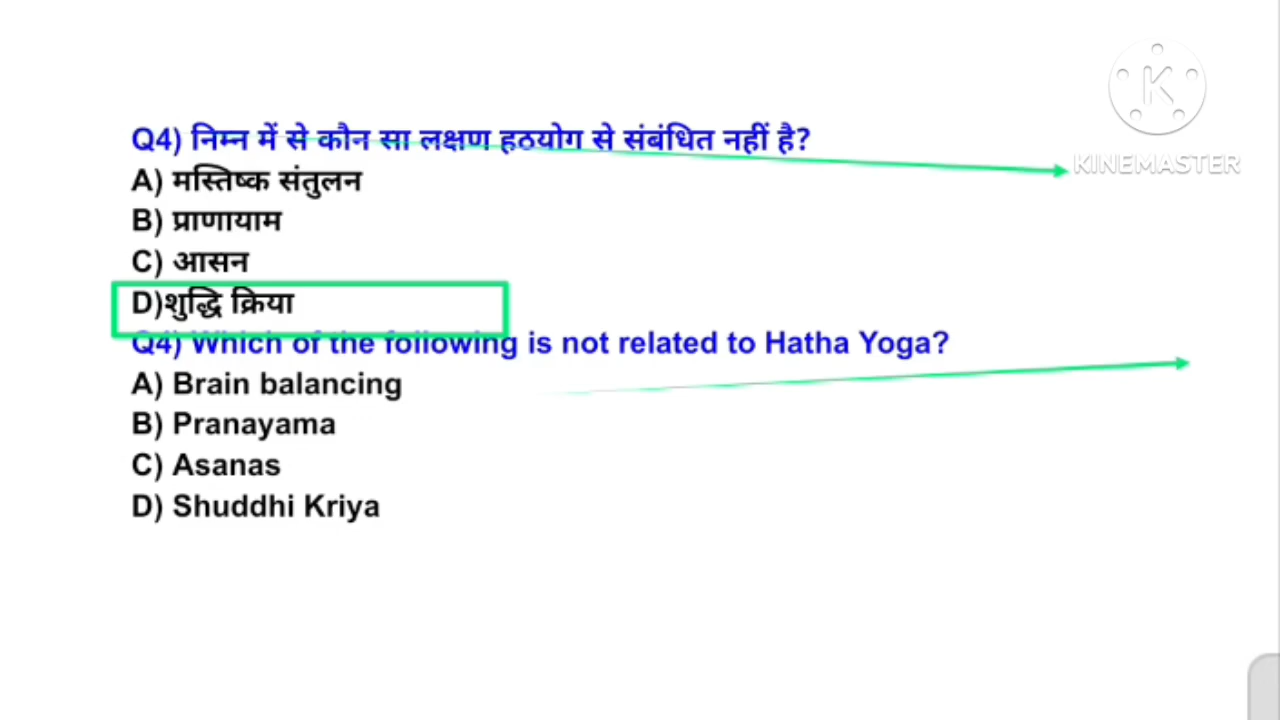 Q4) निम्न में से कौन सा लक्षण हठयोग से संबंधित नहीं है?
A) मस्तिष्क संतुलन
B) प्राणायाम
C) आसन
D)शुद्धि क्रिया
Q4) Which of the following is not related to Hatha Yoga?
A) Brain balancing
B) Pranayama
C) Asanas
D) Shuddhi Kriya
K
KINEMASTER